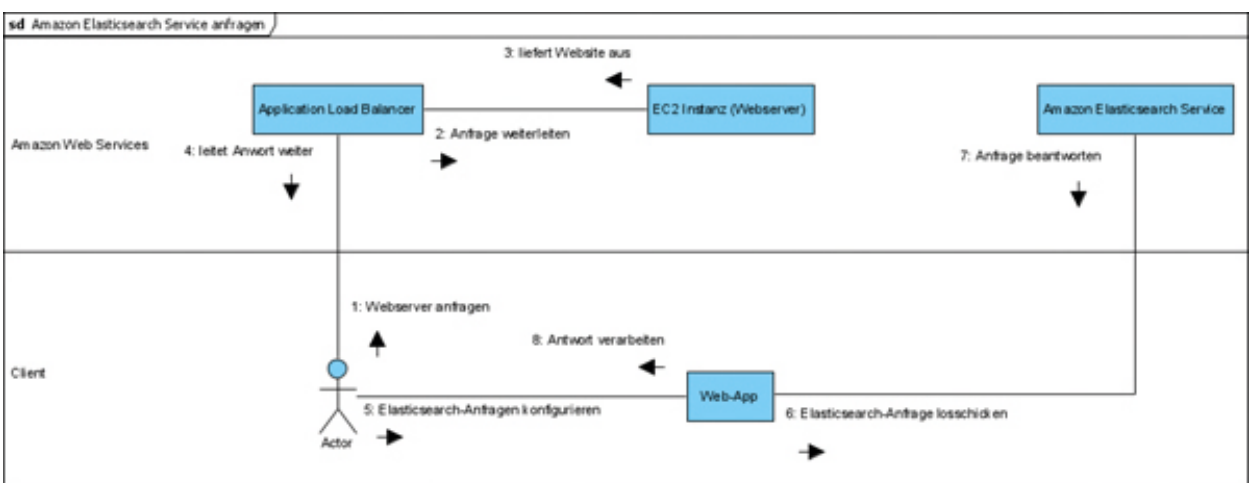 sd Amazon Elasticsearch Service anfragen
3: liefert Website aus
Application Load Balancer
EC2 Instanz (Webserver)
Amazon Elasticsearch Service
2: Anfrage weiterleiten
Amazon Web Services
4: leitet Anwort weiter
7: Anfrage beantworten
1: Webserver anfragen
8: Antwort verarbeiten
Client
Web-App
5: Elasticsearch-Anfragen konfigurieren
6: Elasticsearch-Anfrage losschicken
Actor